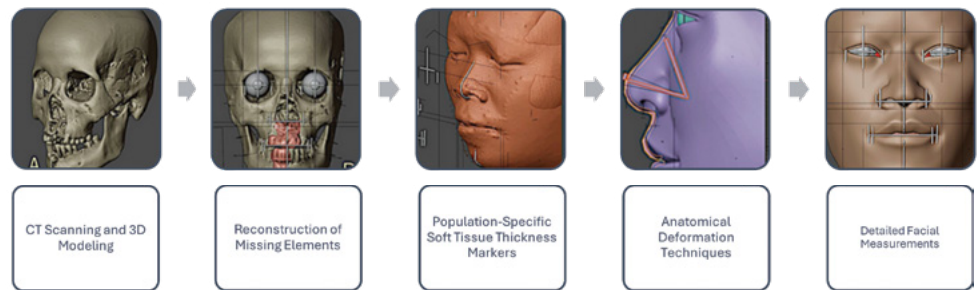 A
CT Scanning and 3D
Modeling
Reconstruction of
Missing Elements
Population-Specific
Soft Tissue Thickness
Markers
Anatomical
Deformation
Techniques
Detailed Facial
Measurements